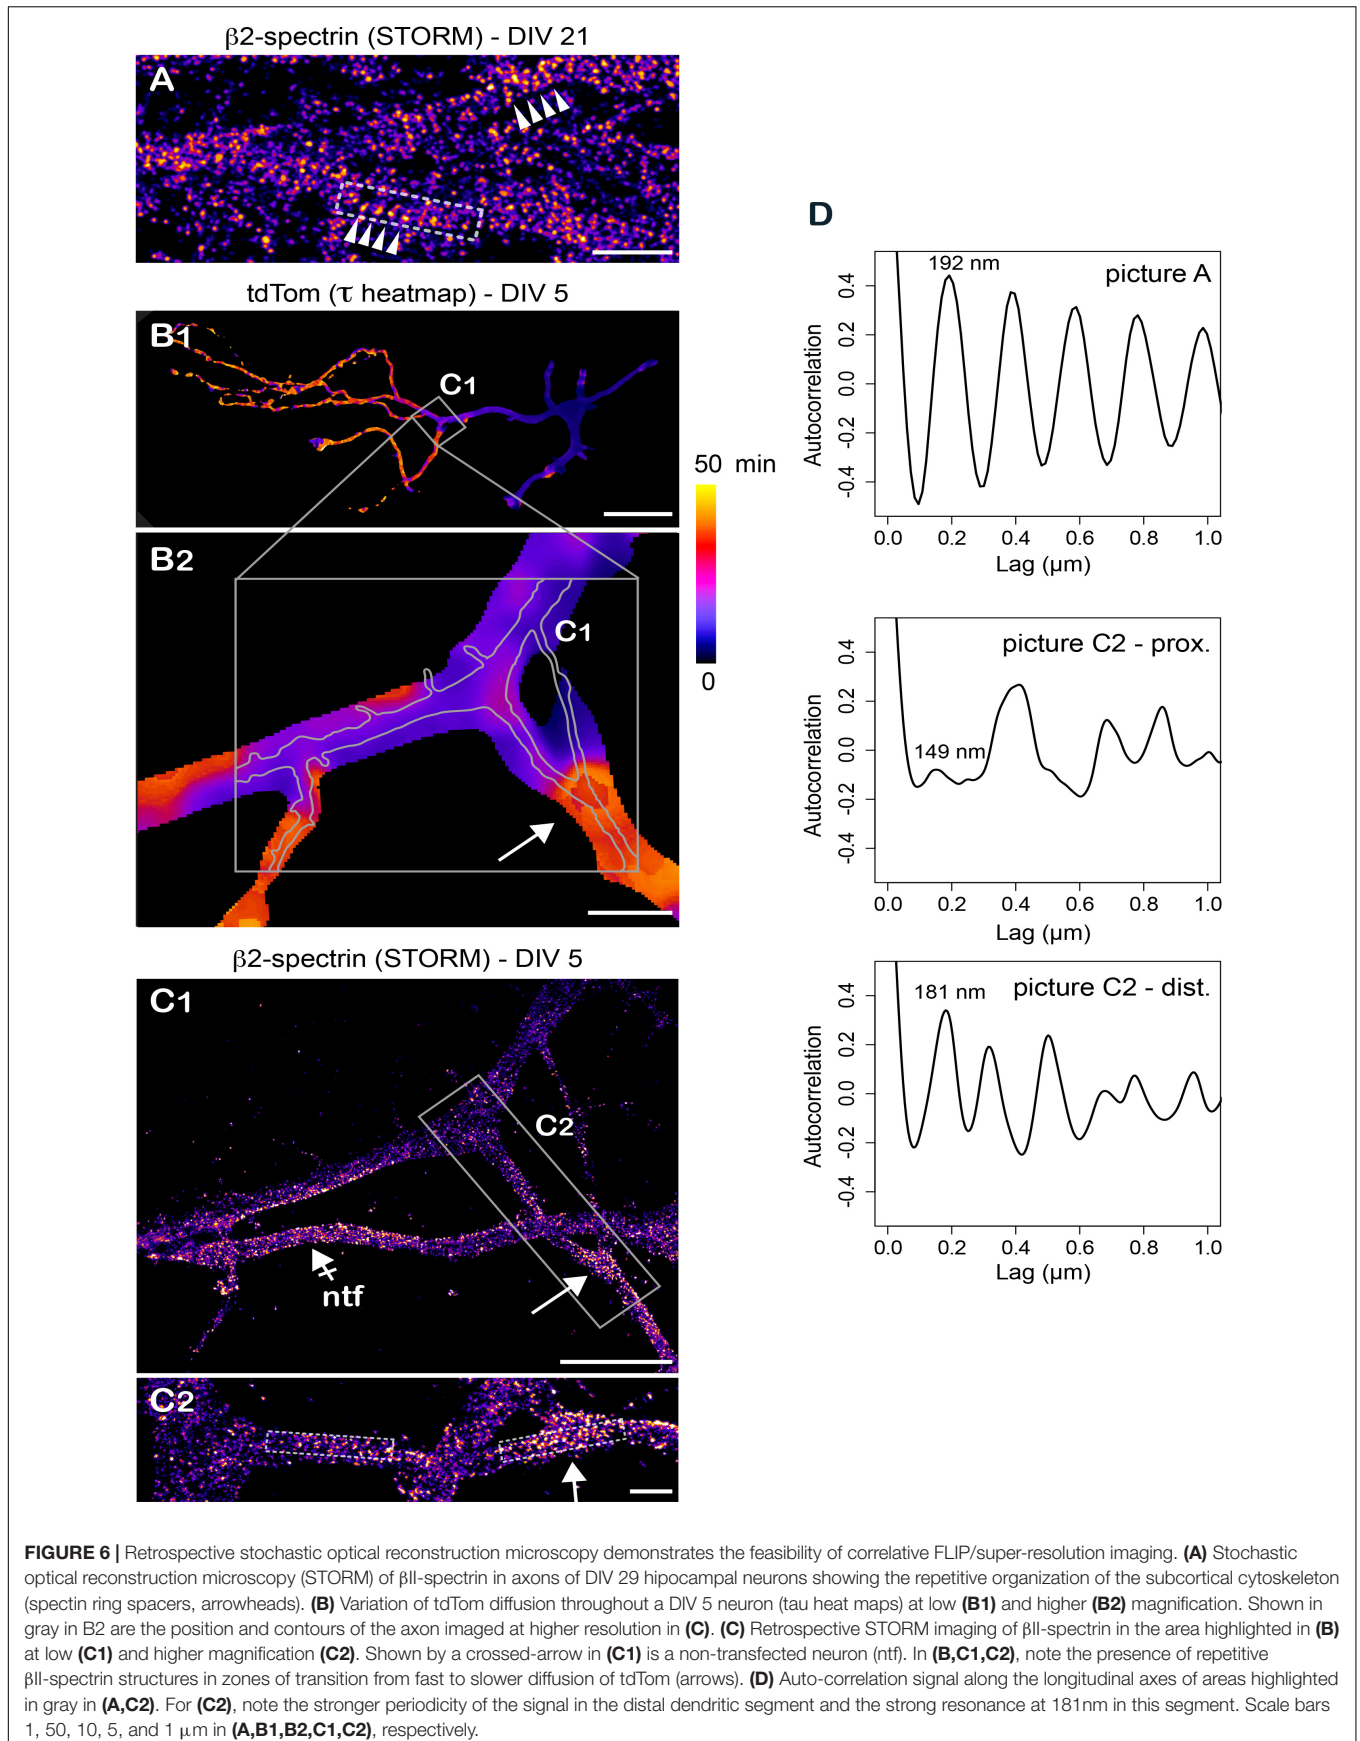 β2-spectrin (STORM) - DIV 21
A
tdTom (τ heatmap) - DIV 5
B1
C1
B2
C1
50 min
0
β2-spectrin (STORM) - DIV 5
C1
C2
ntf
C2
D
picture A
192 nm
Autocorrelation
0.4
0.2
0.0
-0.2
-0.4
0.0 0.2 0.4 0.6 0.8 1.0
Lag (μm)
picture C2 - prox.
149 nm
Autocorrelation
0.4
0.2
0.0
-0.2
-0.4
0.0 0.2 0.4 0.6 0.8 1.0
Lag (μm)
picture C2 - dist.
181 nm
Autocorrelation
0.4
0.2
0.0
-0.2
-0.4
0.0 0.2 0.4 0.6 0.8 1.0
Lag (μm)
FIGURE 6 | Retrospective stochastic optical reconstruction microscopy demonstrates the feasibility of correlative FLIP/super-resolution imaging. (A) Stochastic
optical reconstruction microscopy (STORM) of βII-spectrin in axons of DIV 29 hipocampal neurons showing the repetitive organization of the subcortical cytoskeleton
(spectin ring spacers, arrowheads). (B) Variation of tdTom diffusion throughout a DIV 5 neuron (tau heat maps) at low (B1) and higher (B2) magnification. Shown in
gray in B2 are the position and contours of the axon imaged at higher resolution in (C). (C) Retrospective STORM imaging of βII-spectrin in the area highlighted in (B)
at low (C1) and higher magnification (C2). Shown by a crossed-arrow in (C1) is a non-transfected neuron (ntf). In (B,C1,C2), note the presence of repetitive
βII-spectrin structures in zones of transition from fast to slower diffusion of tdTom (arrows). (D) Auto-correlation signal along the longitudinal axes of areas highlighted
in gray in (A,C2). For (C2), note the stronger periodicity of the signal in the distal dendritic segment and the strong resonance at 181nm in this segment. Scale bars
1, 50, 10, 5, and 1 μm in (A,B1,B2,C1,C2), respectively.